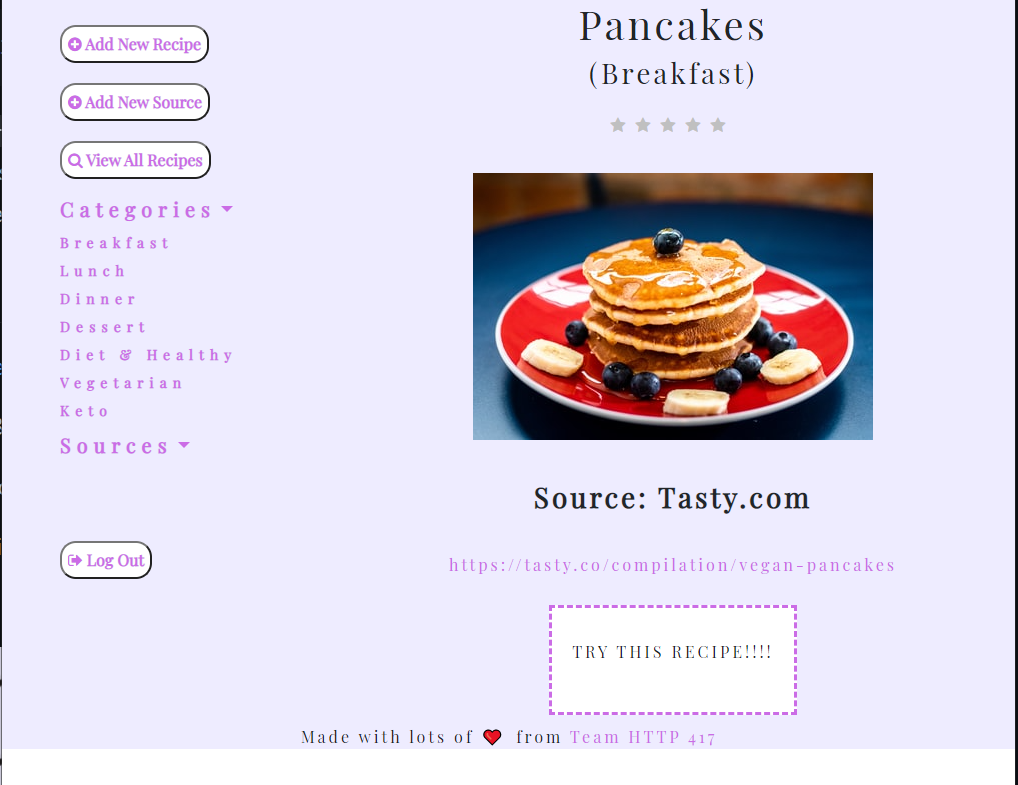 Add New Recipe
Add New Source
View All Recipes
Categories
Breakfast
Lunch
Dinner
Dessert
Diet & Healthy
Vegetarian
Keto
Sources
Log Out
Pancakes
(Breakfast)
Source: Tasty.com
https://tasty.co/compilation/vegan-pancakes
TRY THIS RECIPE!!!!
Made with lots of ❤ from Team HTTP 417